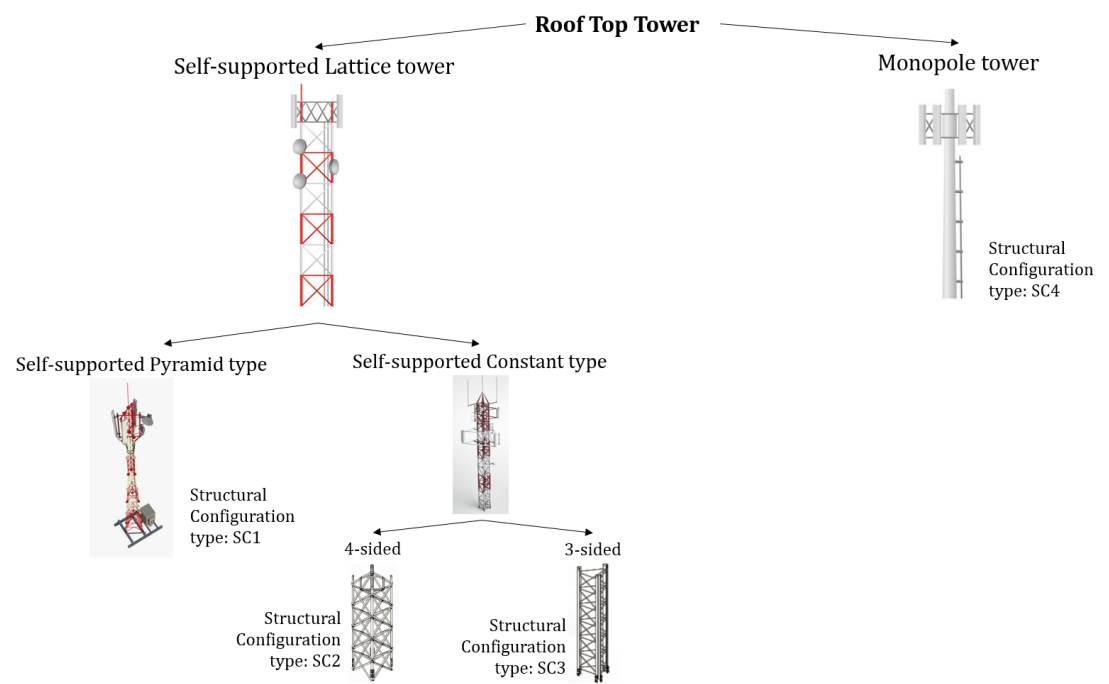 Roof Top Tower
Self-supported Lattice tower
Monopole tower
Structural
Configuration
type: SC4
Self-supported Pyramid type
Self-supported Constant type
Structural
Configuration
type: SC1
4-sided
3-sided
Structural
Configuration
type: SC2
Structural
Configuration
type: SC3